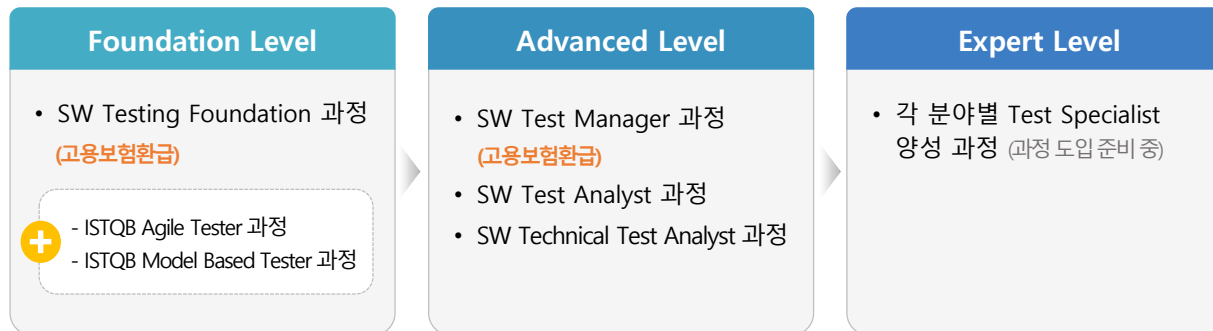 Foundation Level
• SW Testing Foundation 과정
(고용보험환급)
- ISTQB Agile Tester 과정
- ISTQB Model Based Tester 과정
Advanced Level
• SW Test Manager 과정
(고용보험환급)
• SW Test Analyst 과정
• SW Technical Test Analyst 과정
Expert Level
• 각 분야별 Test Specialist
양성 과정 (과정 도입 준비 중)